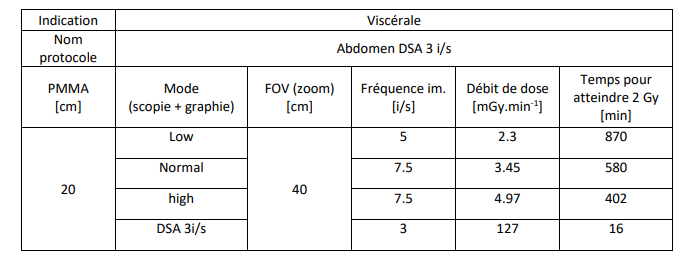 Indication Viscérale
Nom protocole Abdomen DSA 3 i/s
PMMA [cm] Mode (scopie + graphie) FOV (zoom) [cm] Fréquence im. [i/s] Débit de dose [mGy.min⁻¹] Temps pour atteindre 2 Gy [min]
20 Low 40 5 2.3 870
Normal 7.5 3.45 580
high 7.5 4.97 402
DSA 3i/s 3 127 16